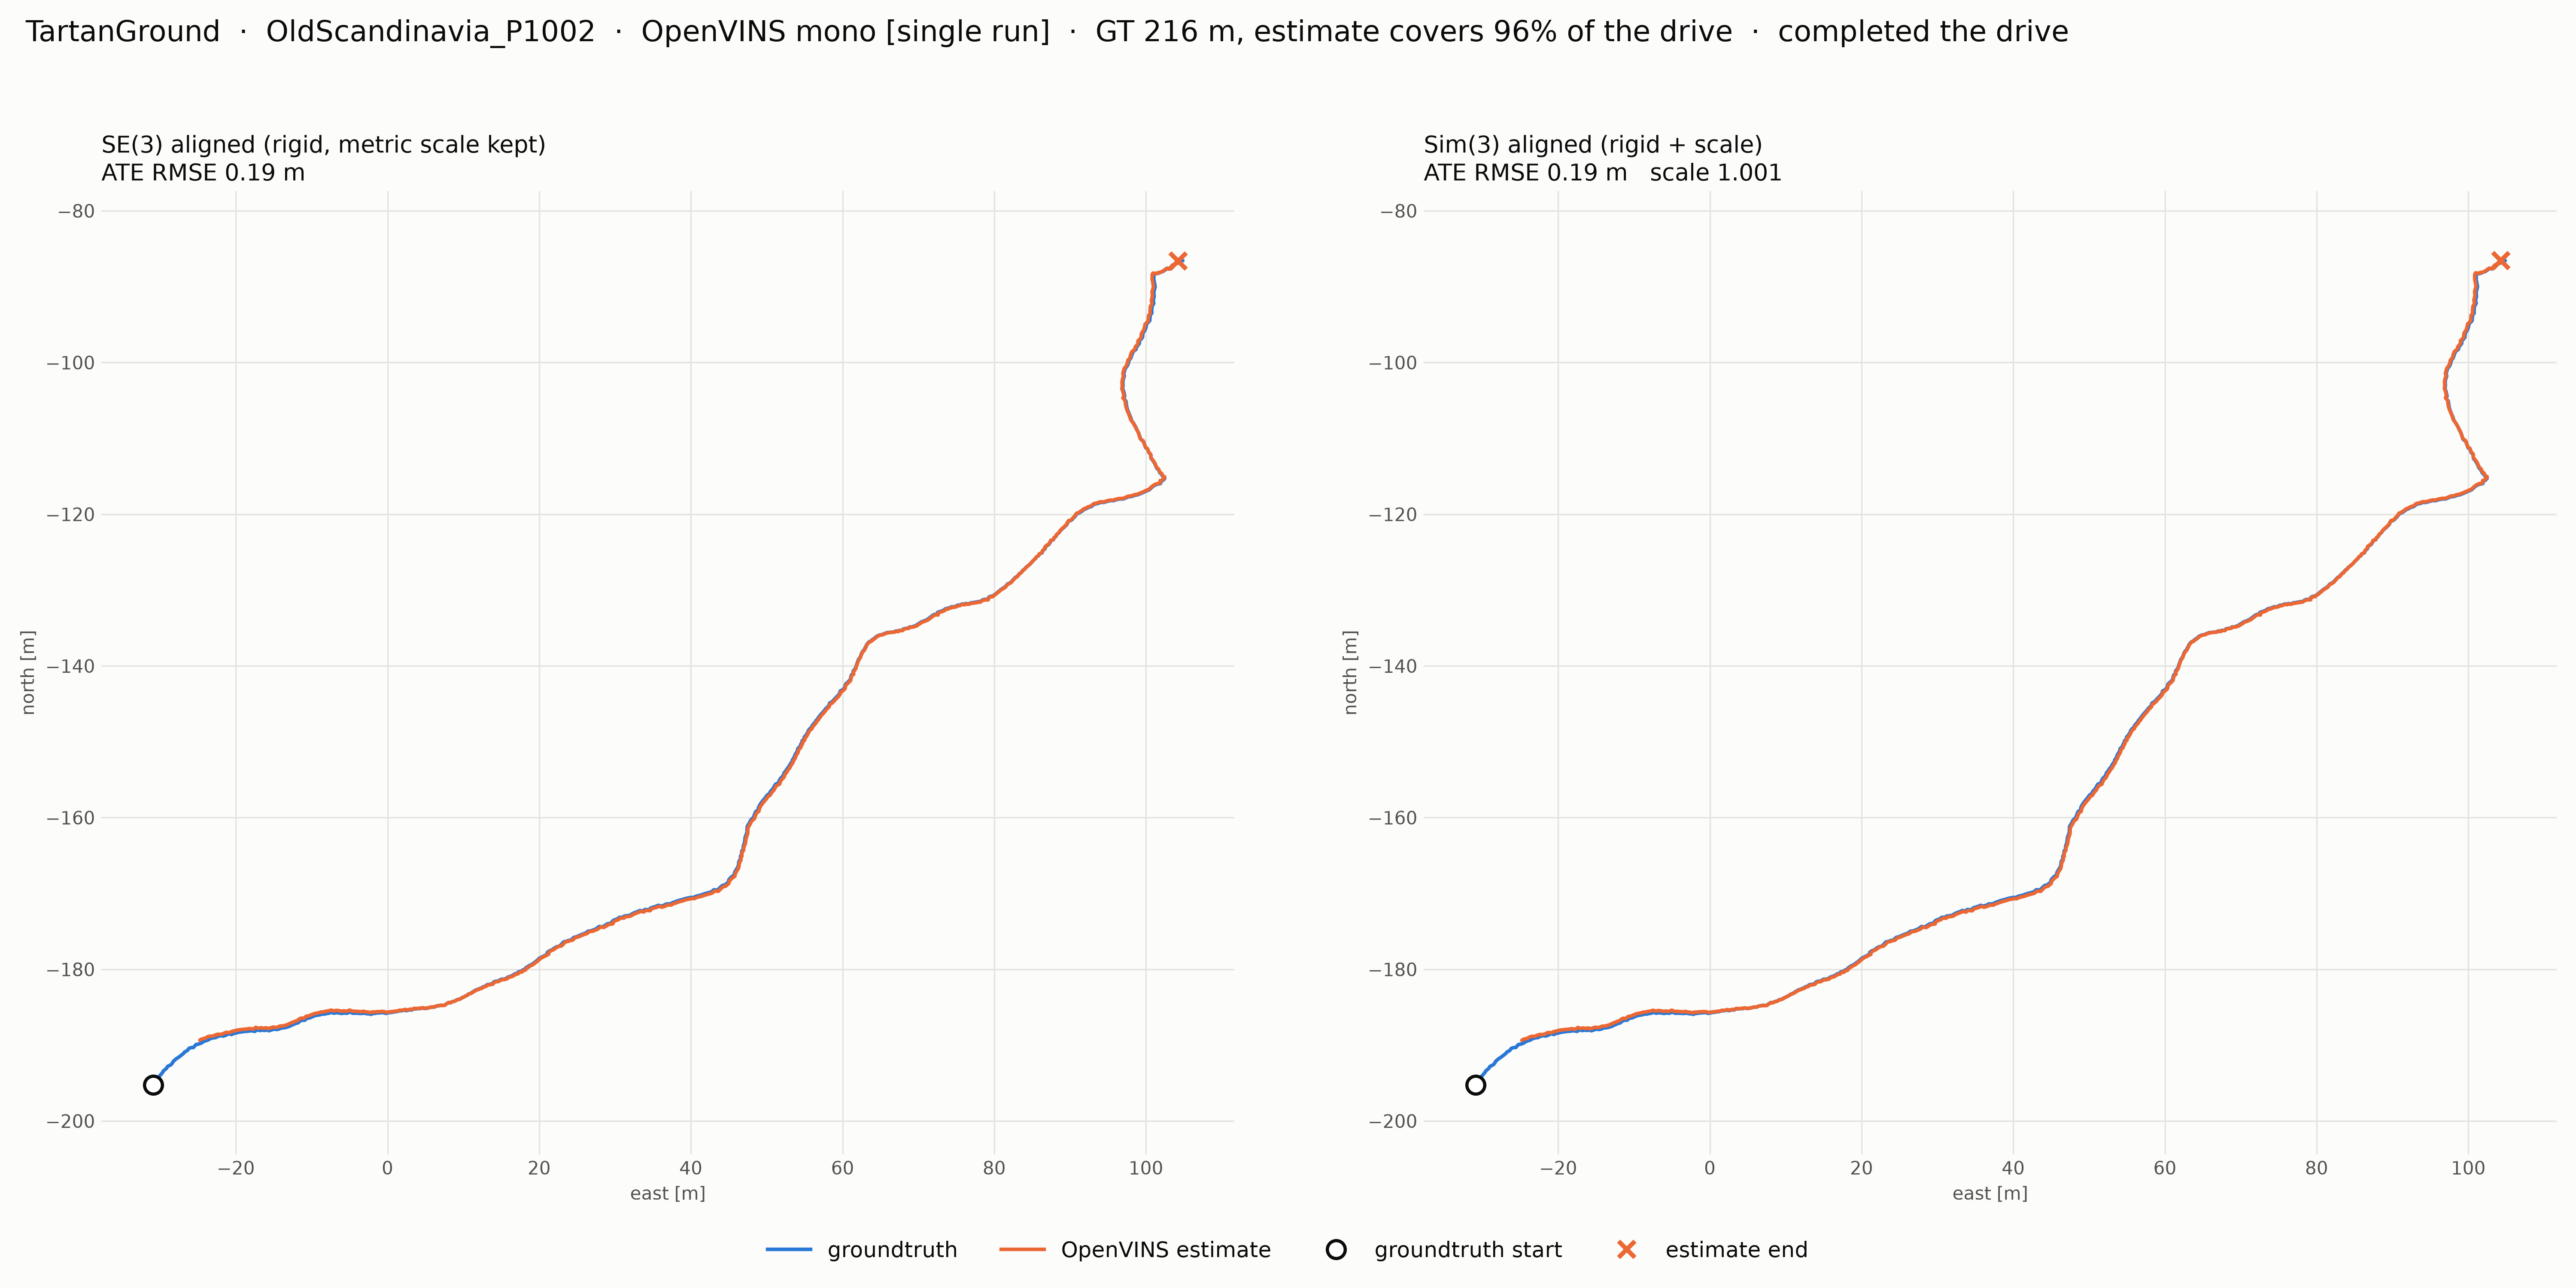 TartanGround · OldScandinavia_P1002 · OpenVINS mono [single run] · GT 216 m, estimate covers 96% of the drive · completed the drive
SE(3) aligned (rigid, metric scale kept)
ATE RMSE 0.19 m
−80
−100
−120
−140
−160
−180
−200
north [m]
−20 0 20 40 60 80 100
east [m]
Sim(3) aligned (rigid + scale)
ATE RMSE 0.19 m scale 1.001
−80
−100
−120
−140
−160
−180
−200
north [m]
−20 0 20 40 60 80 100
east [m]
groundtruth OpenVINS estimate groundtruth start estimate end